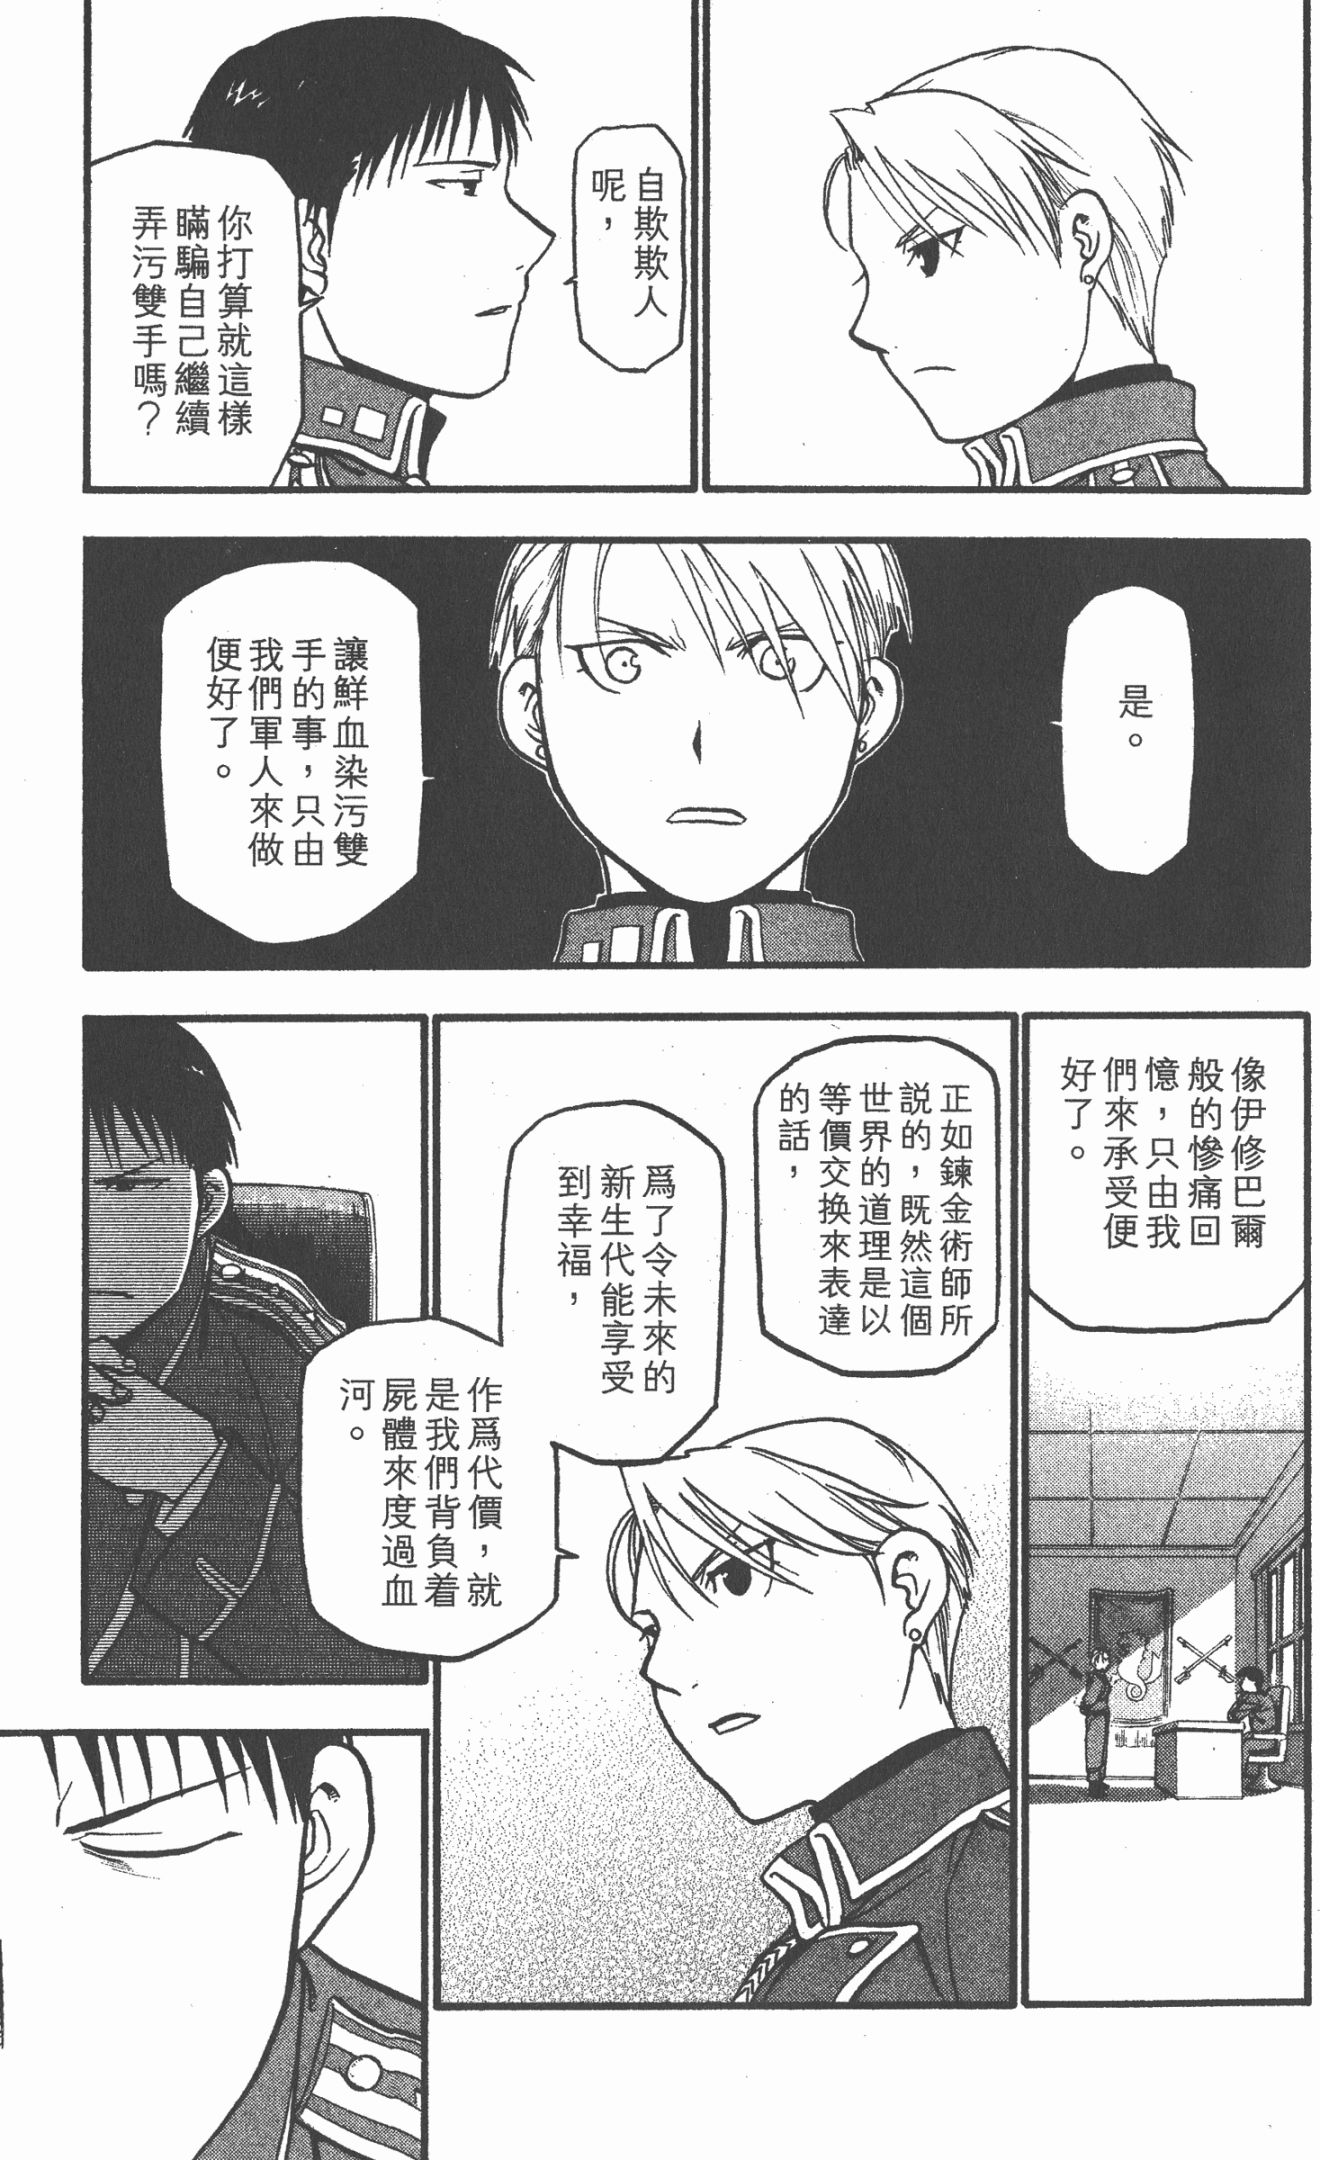 自欺欺人
呢，
你打算就這樣
瞞騙自己繼續
弄污雙手嗎？
是。
讓鮮血染污雙
手的事，只由
我們軍人來做
便好了。
像伊修巴爾
般的慘痛回
憶，只由我
們來承受便
好了。
正如鍊金術師所
説的，既然這個
世界的道理是以
等價交換來表達
的話，
爲了令未來的
新生代能享受
到幸福，
作爲代價，就
是我們背負着
屍體來度過血
河。